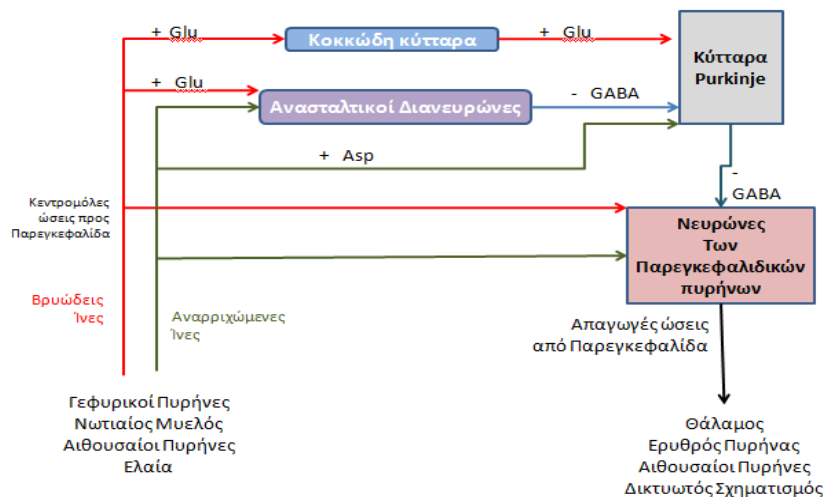 + Glu
Κοκκώδη κύτταρα
+ Glu
Κύτταρα
Purkinje
+ Glu
Ανασταλτικοί Διανευρώνες
- GABA
+ Asp
-
GABA
Κεντρομόλες
ώσεις προς
Παρεγκεφαλίδα
Νευρώνες
Των
Παρεγκεφαλιδικών
πυρήνων
Βρυώδεις
Ίνες
Αναρριχώμενες
Ίνες
Απαγωγές ώσεις
από Παρεγκεφαλίδα
Γεφυρικοί Πυρήνες
Νωτιαίος Μυελός
Αιθουσαίοι Πυρήνες
Ελαία
Θάλαμος
Ερυθρός Πυρήνας
Αιθουσαίοι Πυρήνες
Δικτυωτός Σχηματισμός